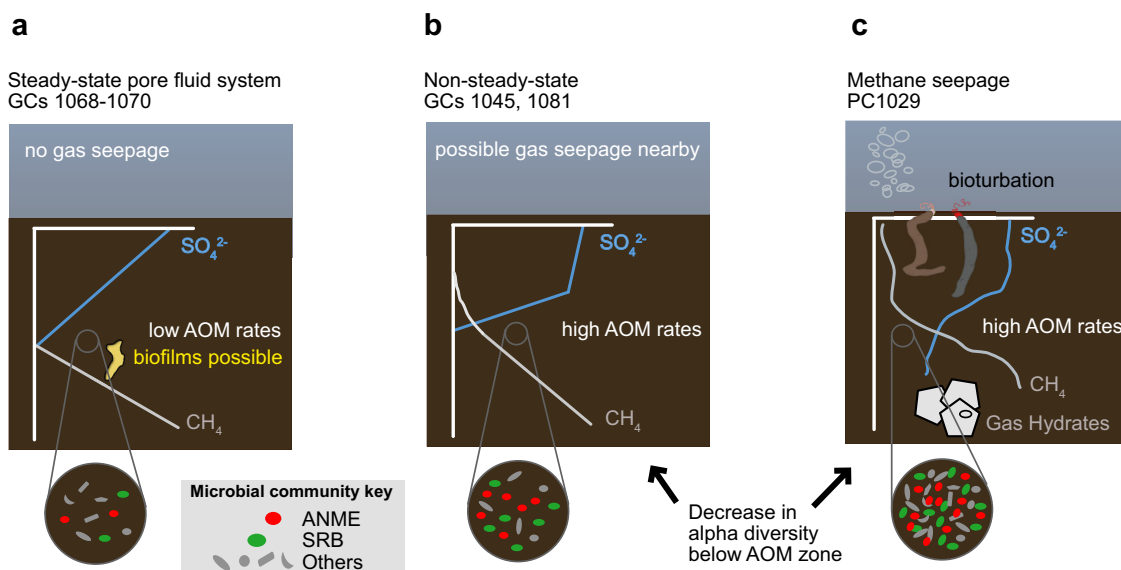 a
Steady-state pore fluid system
GCs 1068-1070
no gas seepage
SO₄²⁻
low AOM rates
biofilms possible
CH₄
b
Non-steady-state
GCs 1045, 1081
possible gas seepage nearby
SO₄²⁻
high AOM rates
CH₄
c
Methane seepage
PC1029
bioturbation
SO₄²⁻
high AOM rates
CH₄
Gas Hydrates
Microbial community key
ANME
SRB
Others
Decrease in
alpha diversity
below AOM zone